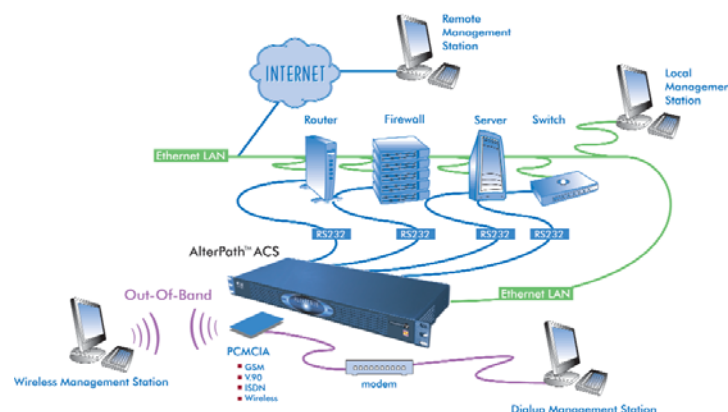 Remote
Management
Station
INTERNET
Local
Management
Station
Router
Firewall
Server
Switch
Ethernet LAN
RS232
RS232
RS232
RS232
AlterPath™ ACS
Ethernet LAN
Out-Of-Band
PCMCIA
GSM
V.90
ISDN
Wireless
modem
Wireless Management Station
Dialup Management Station